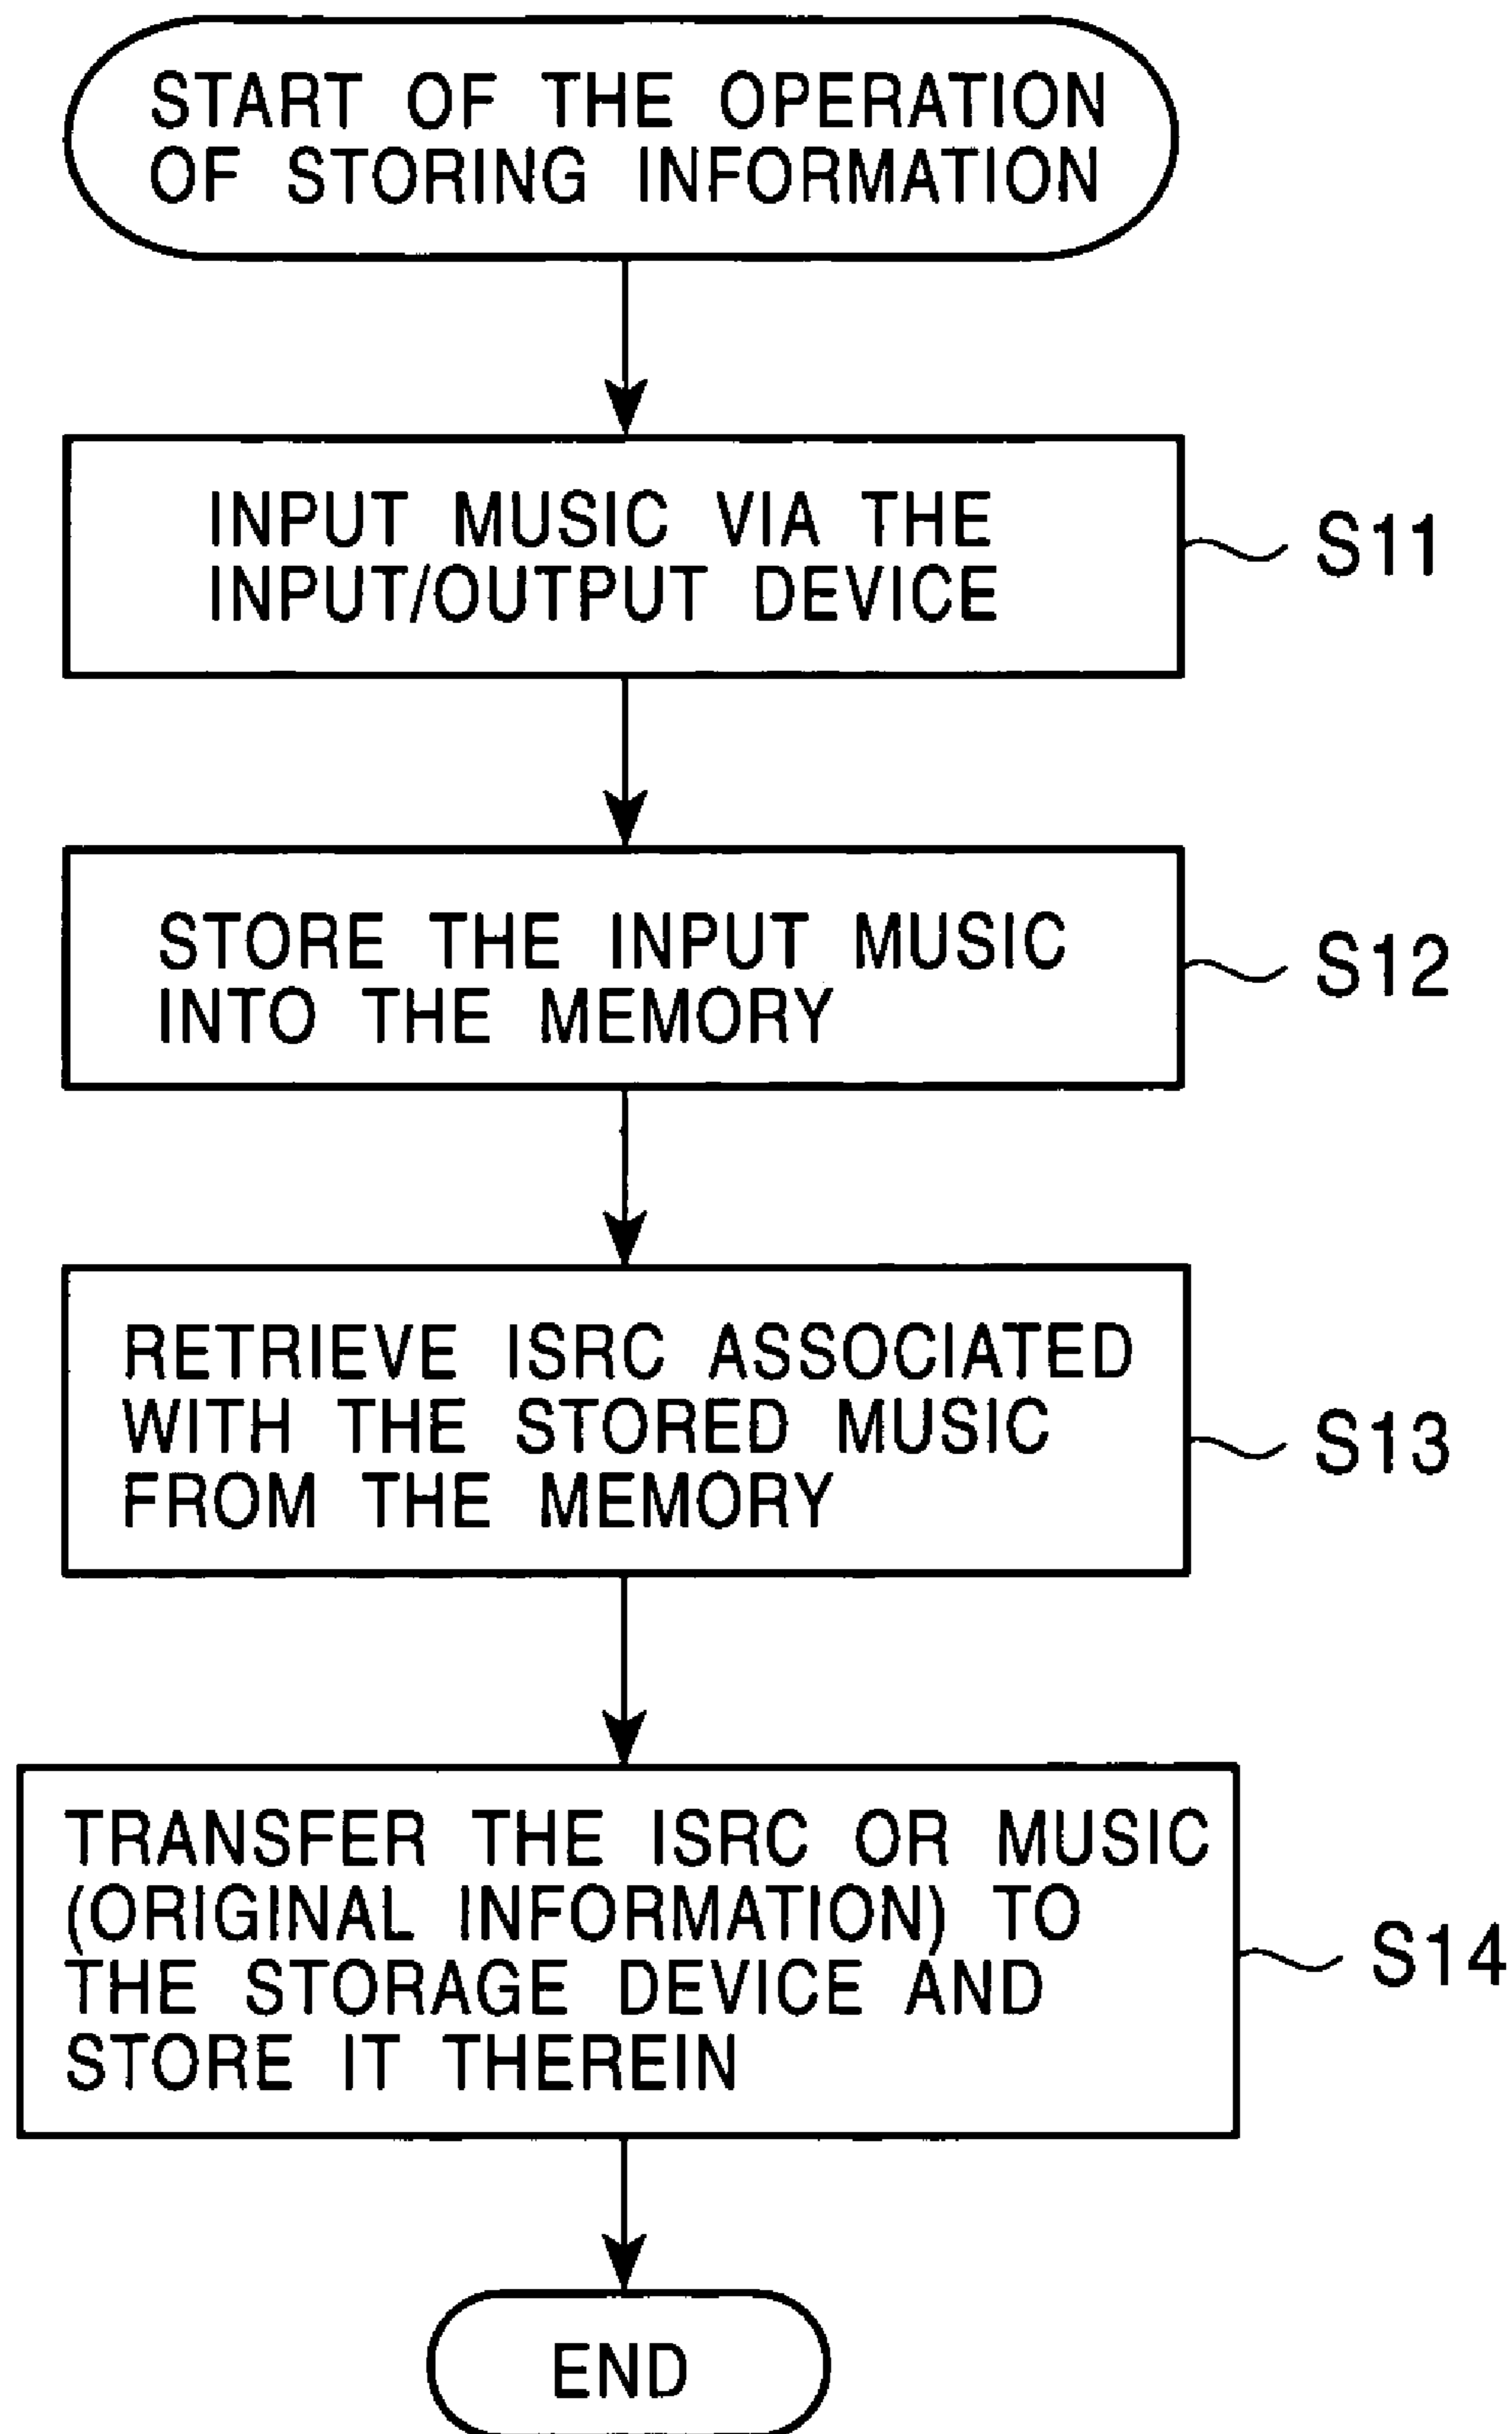 START OF THE OPERATION
OF STORING INFORMATION
INPUT MUSIC VIA THE
INPUT/OUTPUT DEVICE
S11
STORE THE INPUT MUSIC
INTO THE MEMORY
S12
RETRIEVE ISRC ASSOCIATED
WITH THE STORED MUSIC
FROM THE MEMORY
S13
TRANSFER THE ISRC OR MUSIC
(ORIGINAL INFORMATION) TO
THE STORAGE DEVICE AND
STORE IT THEREIN
S14
END